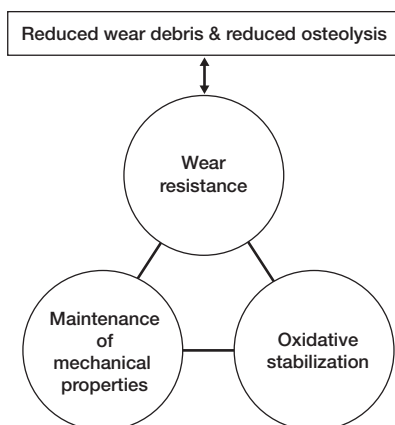 Reduced wear debris & reduced osteolysis
Wear
resistance
Maintenance
of
mechanical
properties
Oxidative
stabilization